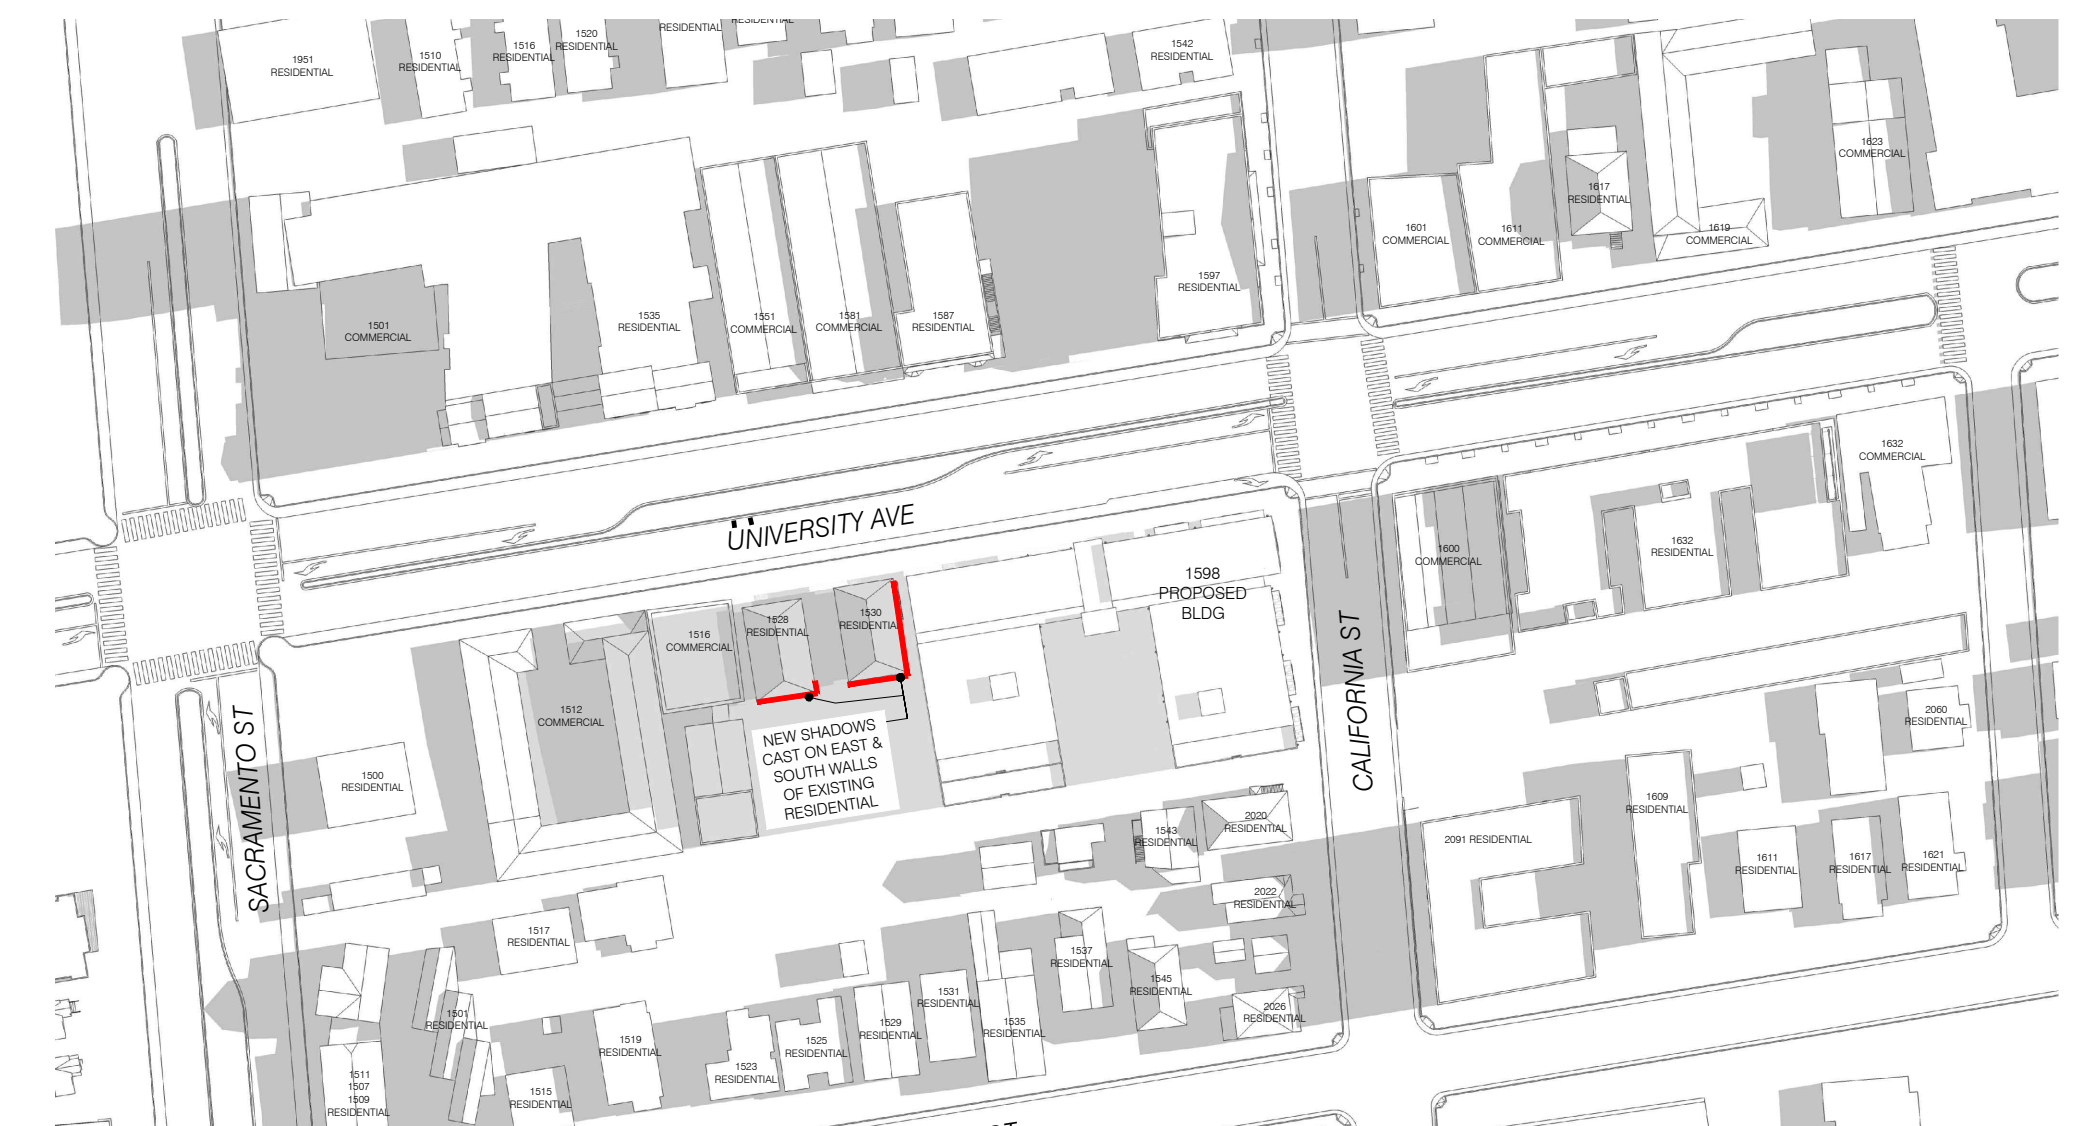 1951
RESIDENTIAL
1510
RESIDENTIAL
1516
RESIDENTIAL
1520
RESIDENTIAL
RESIDENTIAL
RESIDENTIAL
1542
RESIDENTIAL
1623
COMMERCIAL
1617
RESIDENTIAL
1601
COMMERCIAL
1611
COMMERCIAL
1619
COMMERCIAL
1597
RESIDENTIAL
1501
COMMERCIAL
1535
RESIDENTIAL
1551
COMMERCIAL
1581
COMMERCIAL
1587
RESIDENTIAL
1632
COMMERCIAL
UNIVERSITY AVE
1600
COMMERCIAL
1632
RESIDENTIAL
1598
PROPOSED
BLDG
1530
RESIDENTIAL
1528
RESIDENTIAL
1516
COMMERCIAL
1512
COMMERCIAL
CALIFORNIA ST
SACRAMENTO ST
NEW SHADOWS
CAST ON EAST &
SOUTH WALLS
OF EXISTING
RESIDENTIAL
1500
RESIDENTIAL
2060
RESIDENTIAL
1609
RESIDENTIAL
2020
RESIDENTIAL
1543
RESIDENTIAL
2091 RESIDENTIAL
1611
RESIDENTIAL
1617
RESIDENTIAL
1621
RESIDENTIAL
2022
RESIDENTIAL
1517
RESIDENTIAL
1537
RESIDENTIAL
1545
RESIDENTIAL
1531
RESIDENTIAL
2026
RESIDENTIAL
1501
RESIDENTIAL
1529
RESIDENTIAL
1535
RESIDENTIAL
1519
RESIDENTIAL
1525
RESIDENTIAL
1523
RESIDENTIAL
1511
1507
1509
RESIDENTIAL
1515
RESIDENTIAL